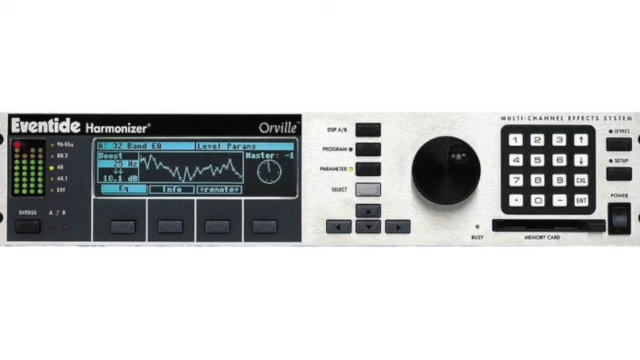 Eventide Harmonizer® Orville™
MULTI-CHANNEL EFFECTS SYSTEM
96 KHz
88.2
48
44.1
EXT
A: 32 Band EQ Level Params
Boost
25 Hz
10.1 dB
Master: -1
Eq Info *remote*
BYPASS A / B
DSP A/B
PROGRAM
PARAMETER
SELECT
1 2 3 ↑
4 5 6 ↓
7 8 9 CXL
· 0 - ENT
LEVELS
SETUP
POWER
BUSY
MEMORY CARD